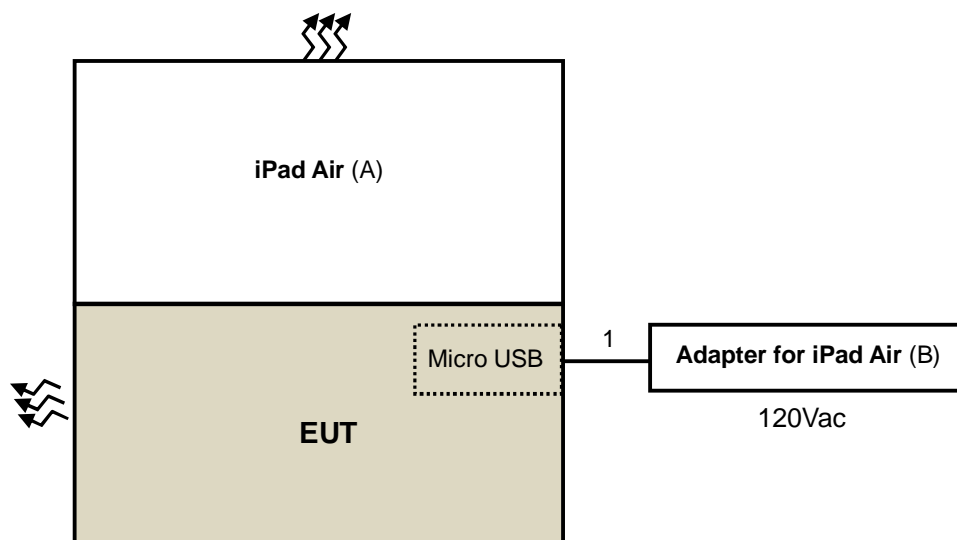 iPad Air (A)
1
Micro USB
Adapter for iPad Air (B)
120Vac
EUT